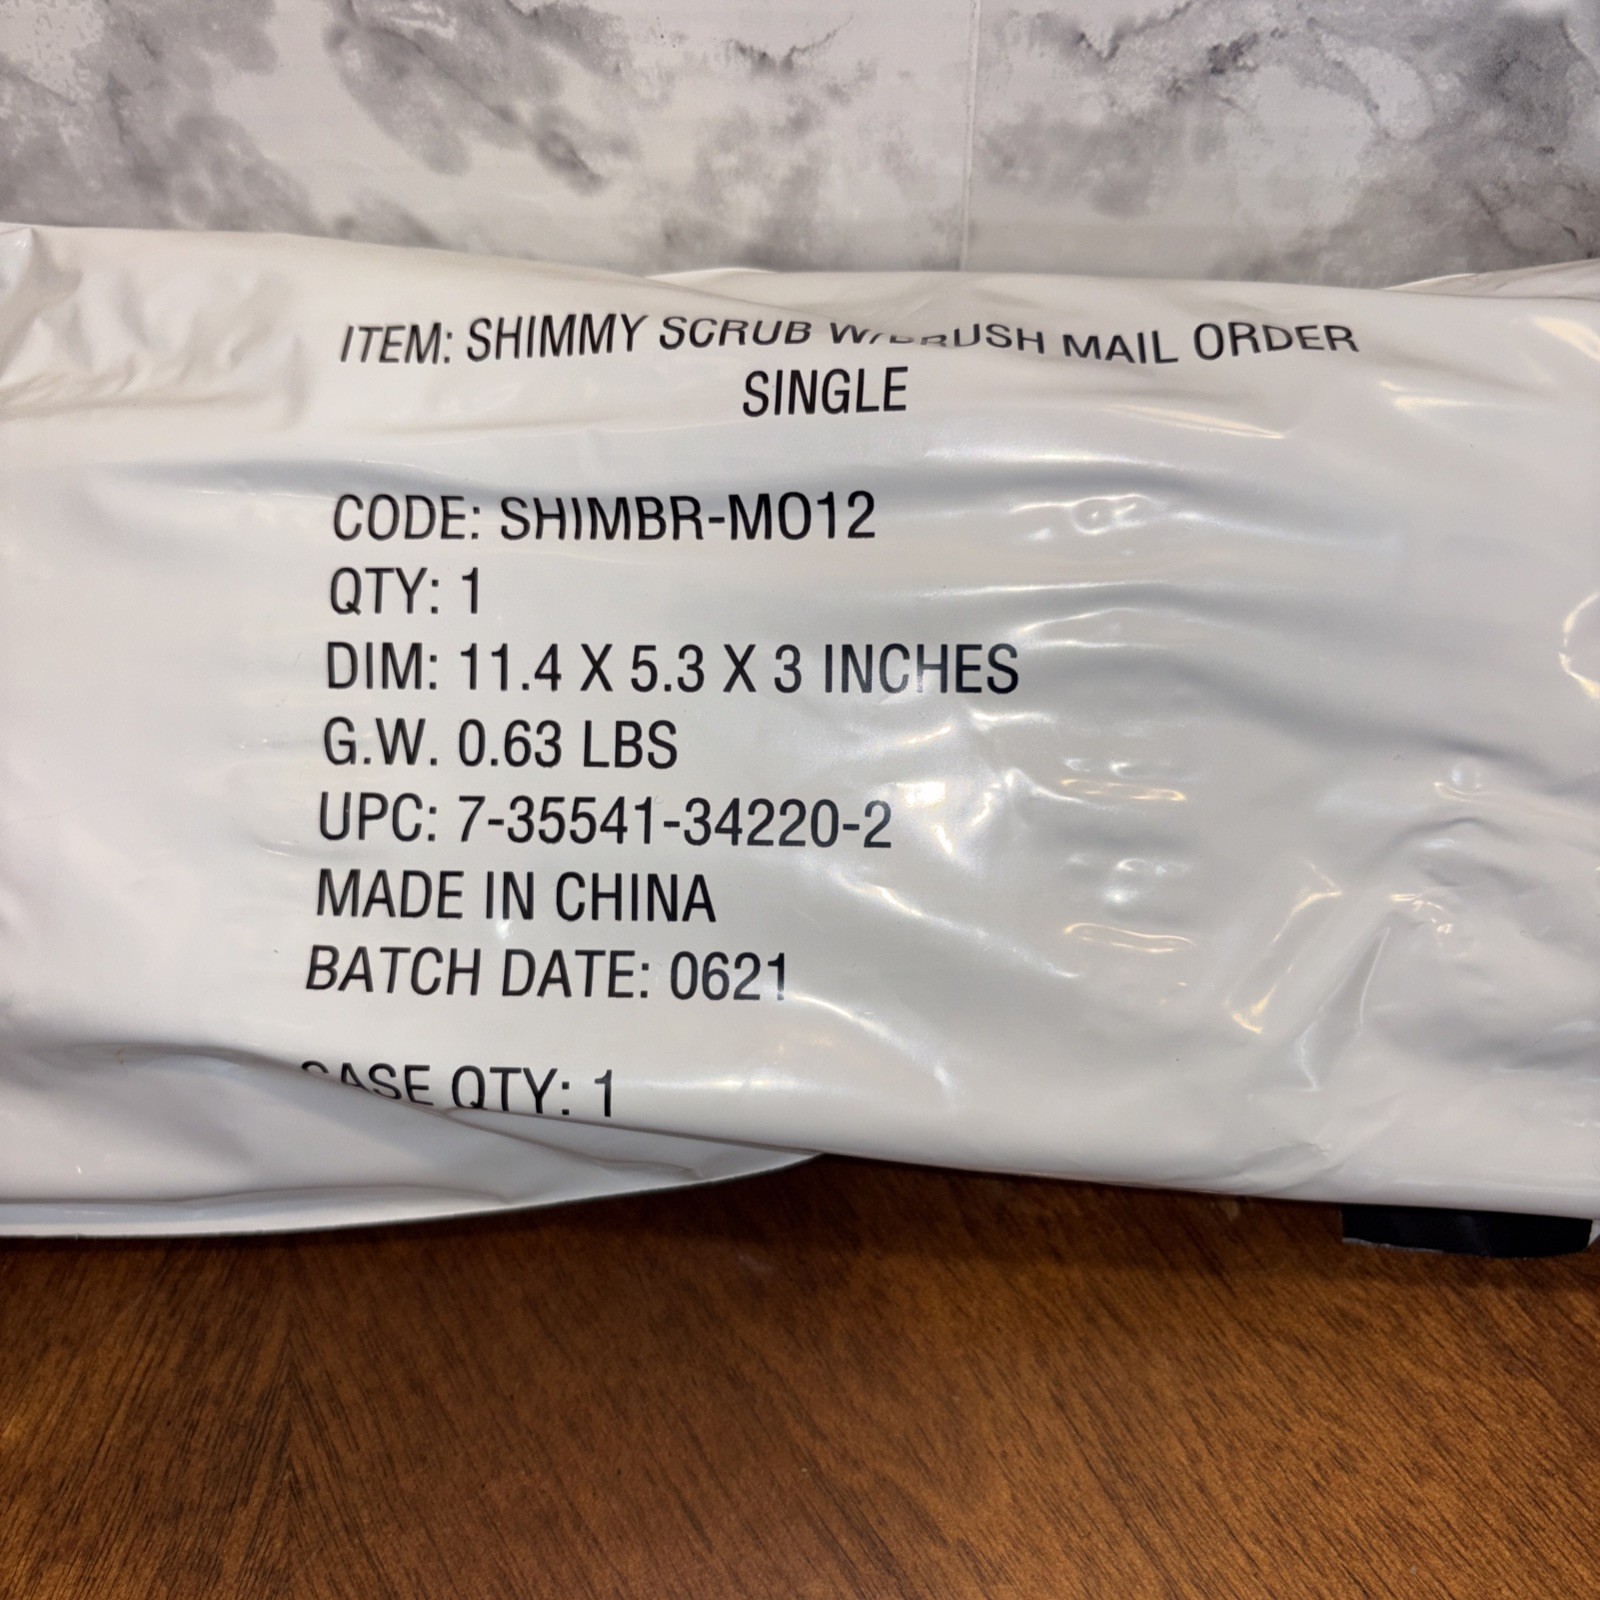 ITEM: SHIMMY SCRUB W/BRUSH MAIL ORDER
SINGLE
CODE: SHIMBR-MO12
QTY: 1
DIM: 11.4 X 5.3 X 3 INCHES
G.W. 0.63 LBS
UPC: 7-35541-34220-2
MADE IN CHINA
BATCH DATE: 0621
CASE QTY: 1